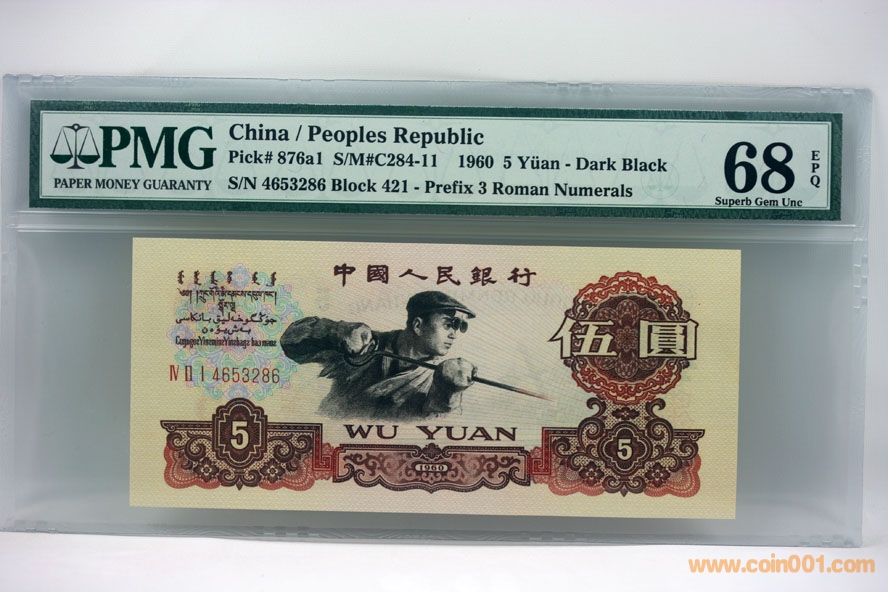 PMG
PAPER MONEY GUARANTY
China / Peoples Republic
Pick# 876a1 S/M#C284-11 1960 5 Yüan - Dark Black
S/N 4653286 Block 421 - Prefix 3 Roman Numerals
68
EPQ
Superb Gem Unc
中國人民銀行
IV II I 4653286
伍圓
WU YUAN
5
1960
5
www.coin001.com